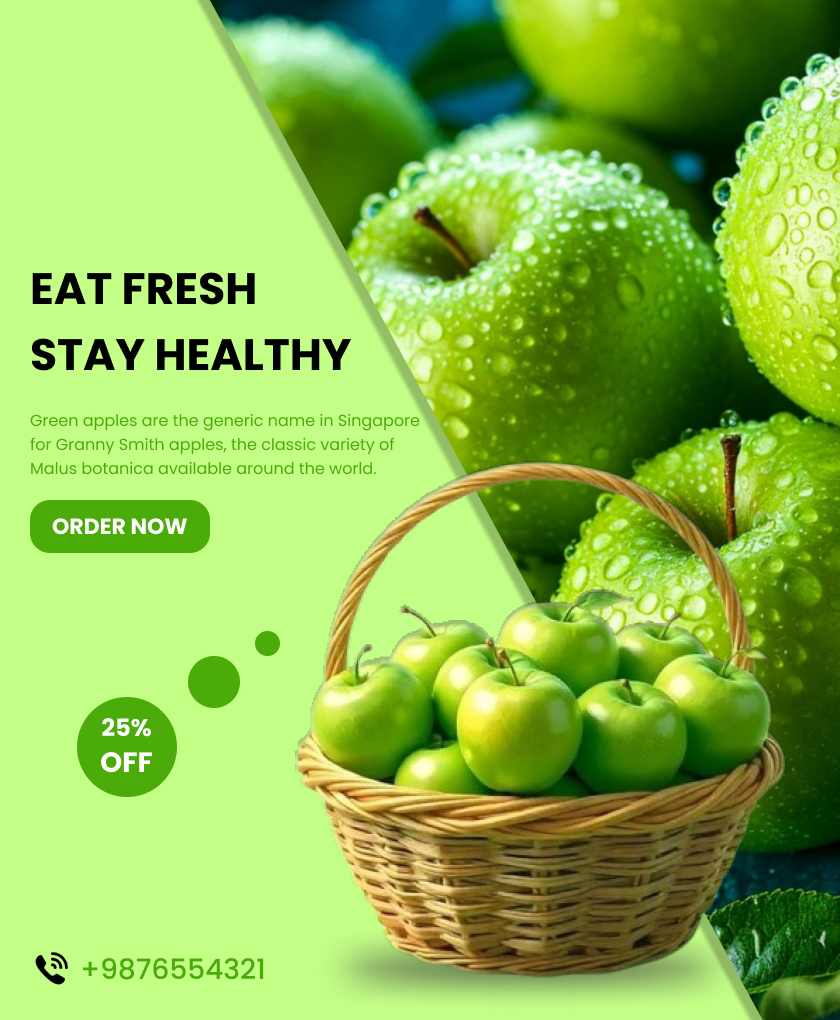 EAT FRESH
STAY HEALTHY
Green apples are the generic name in Singapore
for Granny Smith apples, the classic variety of
Malus botanica available around the world.
ORDER NOW
25%
OFF
+9876554321